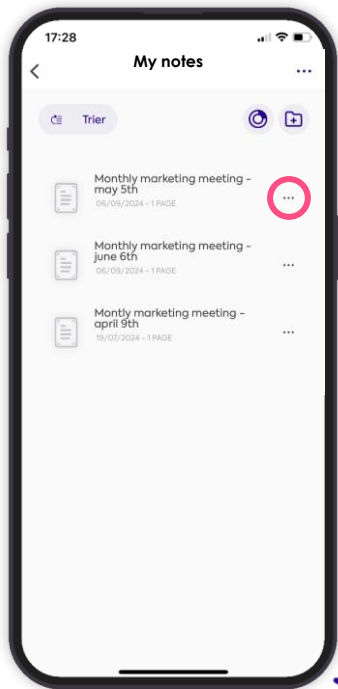 17:28
My notes
Trier
Monthly marketing meeting -
may 5th
06/09/2024 - 1 PAGE
Monthly marketing meeting -
june 6th
06/09/2024 - 1 PAGE
Montly marketing meeting -
april 9th
19/07/2024 - 1 PAGE